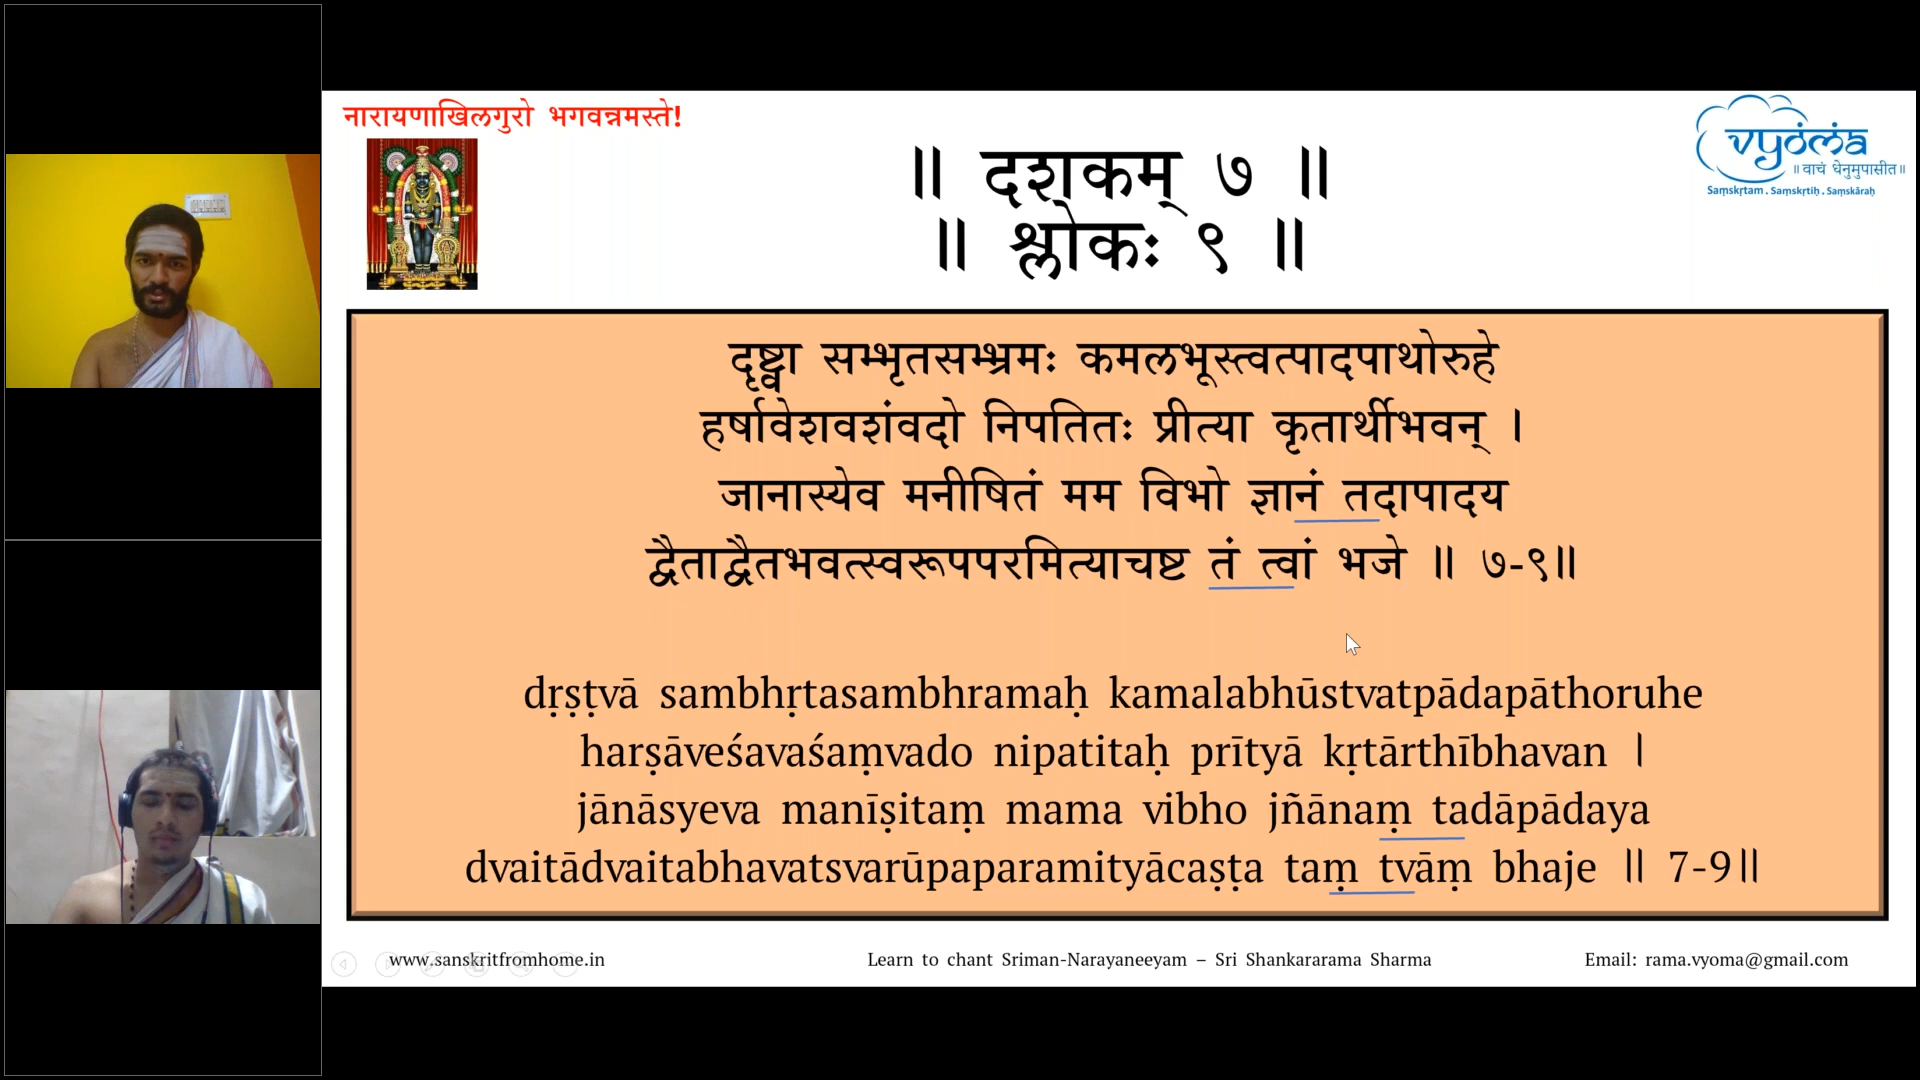 नारायणाखिलगुरो भगवन्नमस्ते!
vyoma
॥ वाचं धेनुमुपासीत॥
Saṃskṛtam . Saṃskṛtiḥ . Saṃskāraḥ
॥ दशकम् ७ ॥
॥ श्लोकः ९ ॥
दृष्ट्वा सम्भृतसम्भ्रमः कमलभूस्त्वत्पादपाथोरुहे
हर्षावेशवशंवदो निपतितः प्रीत्या कृतार्थीभवन् ।
जानास्येव मनीषितं मम विभो ज्ञानं तदापादय
द्वैताद्वैतभवत्स्वरूपपरमित्याचष्ट तं त्वां भजे ॥ ७-९॥
dṛṣṭvā sambhṛtasambhramaḥ kamalabhūstvatpādapāthoruhe
harṣāveśavaśaṃvado nipatitaḥ prītyā kṛtārthībhavan |
jānāsyeva manīṣitaṃ mama vibho jñānaṃ tadāpādaya
dvaitādvaitabhavatsvarūpaparamityācaṣṭa taṃ tvāṃ bhaje || 7-9||
www.sanskritfromhome.in
Learn to chant Sriman-Narayaneeyam – Sri Shankararama Sharma
Email: rama.vyoma@gmail.com